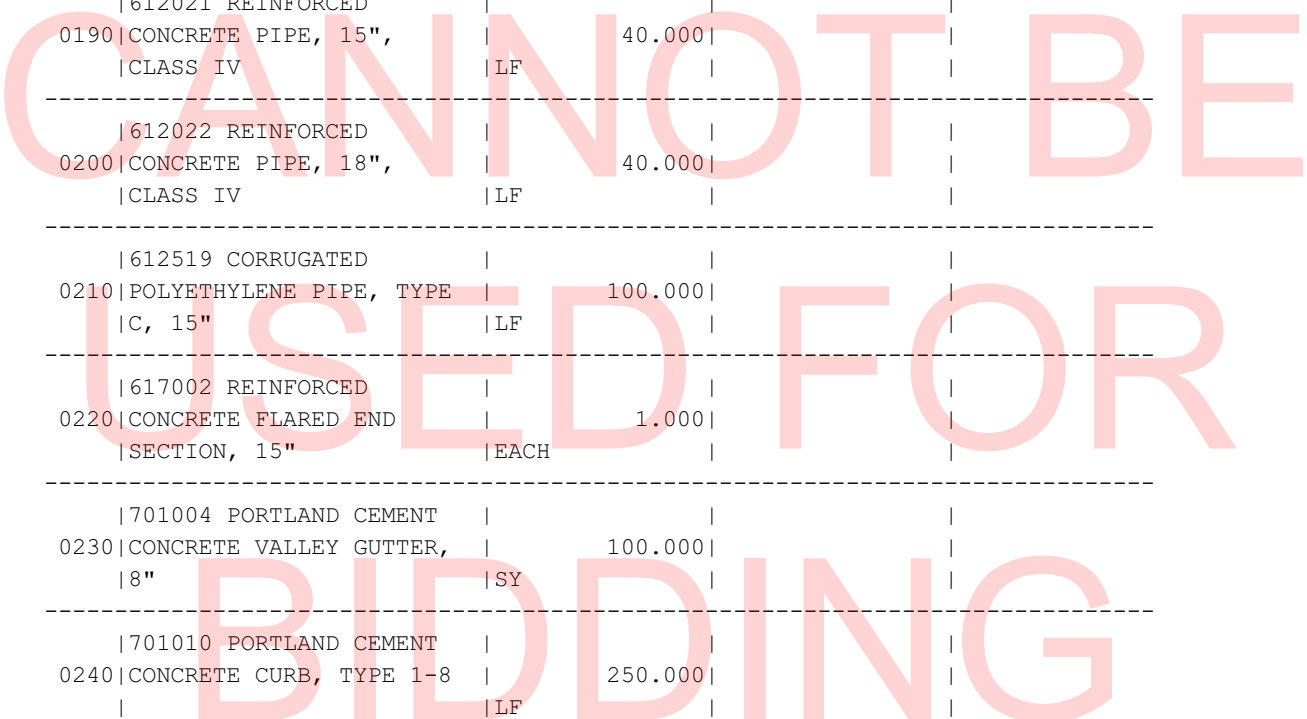 |612021 REINFORCED | | |
0190|CONCRETE PIPE, 15", | 40.000| |
|CLASS IV |LF | |
--------------------------------------------------------------------------------
|612022 REINFORCED | | |
0200|CONCRETE PIPE, 18", | 40.000| |
|CLASS IV |LF | |
--------------------------------------------------------------------------------
|612519 CORRUGATED | | |
0210|POLYETHYLENE PIPE, TYPE | 100.000| |
|C, 15" |LF | |
--------------------------------------------------------------------------------
|617002 REINFORCED | | |
0220|CONCRETE FLARED END | 1.000| |
|SECTION, 15" |EACH | |
--------------------------------------------------------------------------------
|701004 PORTLAND CEMENT | | |
0230|CONCRETE VALLEY GUTTER, | 100.000| |
|8" |SY | |
--------------------------------------------------------------------------------
|701010 PORTLAND CEMENT | | |
0240|CONCRETE CURB, TYPE 1-8 | 250.000| |
| |LF | |
CANNOT BE
USED FOR
BIDDING